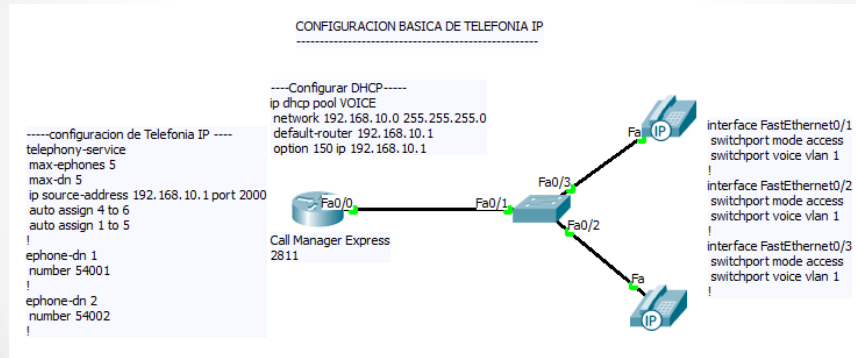 CONFIGURACION BASICA DE TELEFONIA IP
----------------------------------------------------
----Configurar DHCP-----
ip dhcp pool VOICE
network 192.168.10.0 255.255.255.0
default-router 192.168.10.1
option 150 ip 192.168.10.1
-----configuracion de Telefonia IP ----
telephony-service
max-ephones 5
max-dn 5
ip source-address 192.168.10.1 port 2000
auto assign 4 to 6
auto assign 1 to 5
!
ephone-dn 1
number 54001
!
ephone-dn 2
number 54002
!
Fa0/0
Call Manager Express
2811
Fa0/1
Fa0/3
Fa0/2
Fa
IP
Fa
IP
interface FastEthernet0/1
switchport mode access
switchport voice vlan 1
!
interface FastEthernet0/2
switchport mode access
switchport voice vlan 1
!
interface FastEthernet0/3
switchport mode access
switchport voice vlan 1
!